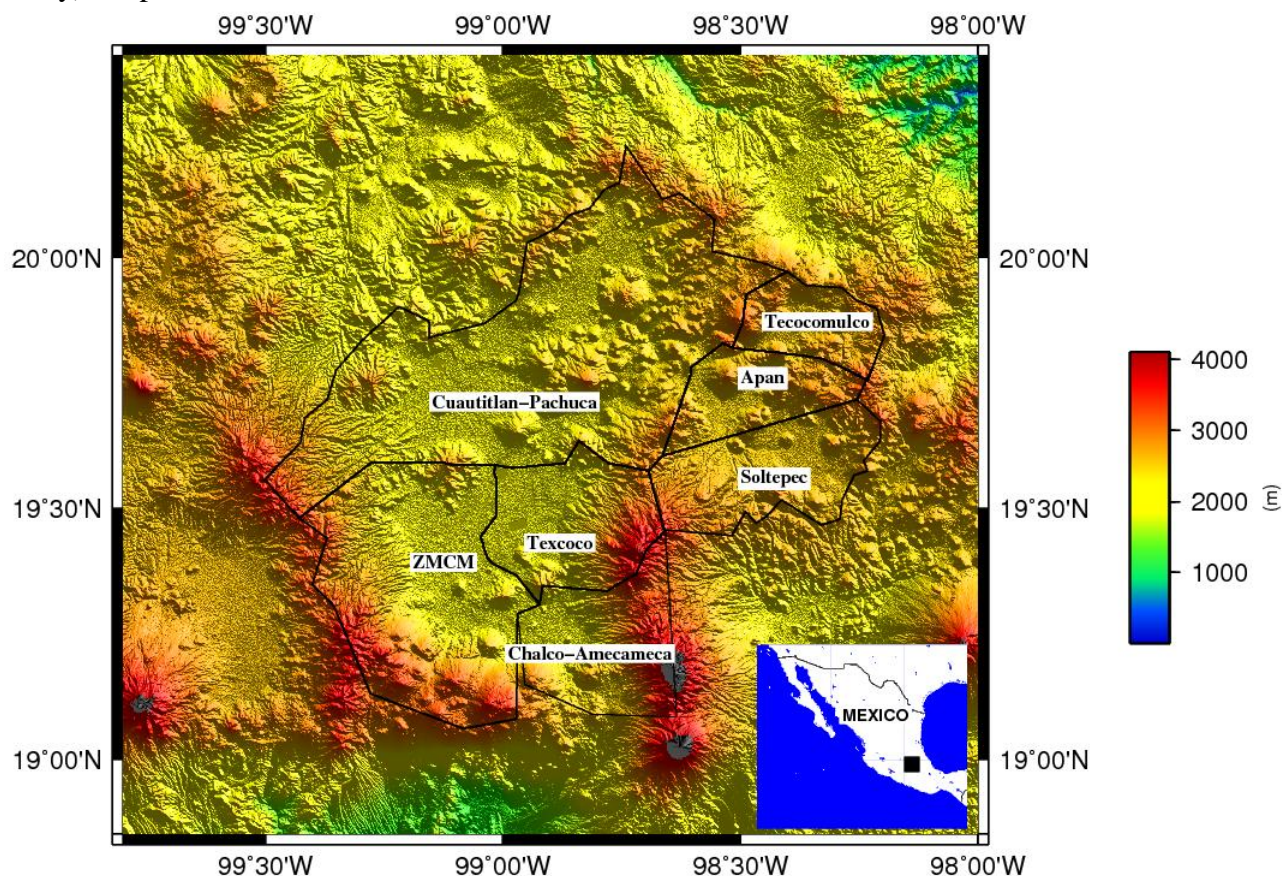 99°30'W 99°00'W 98°30'W 98°00'W
20°00'N 20°00'N
Tecocomulco
Apan
Cuautitlan-Pachuca
4000
3000
Soltepec
2000
(m)
19°30'N 19°30'N
Texcoco
ZMCM
1000
Chalco-Amecameca
MEXICO
19°00'N 19°00'N
99°30'W 99°00'W 98°30'W 98°00'W